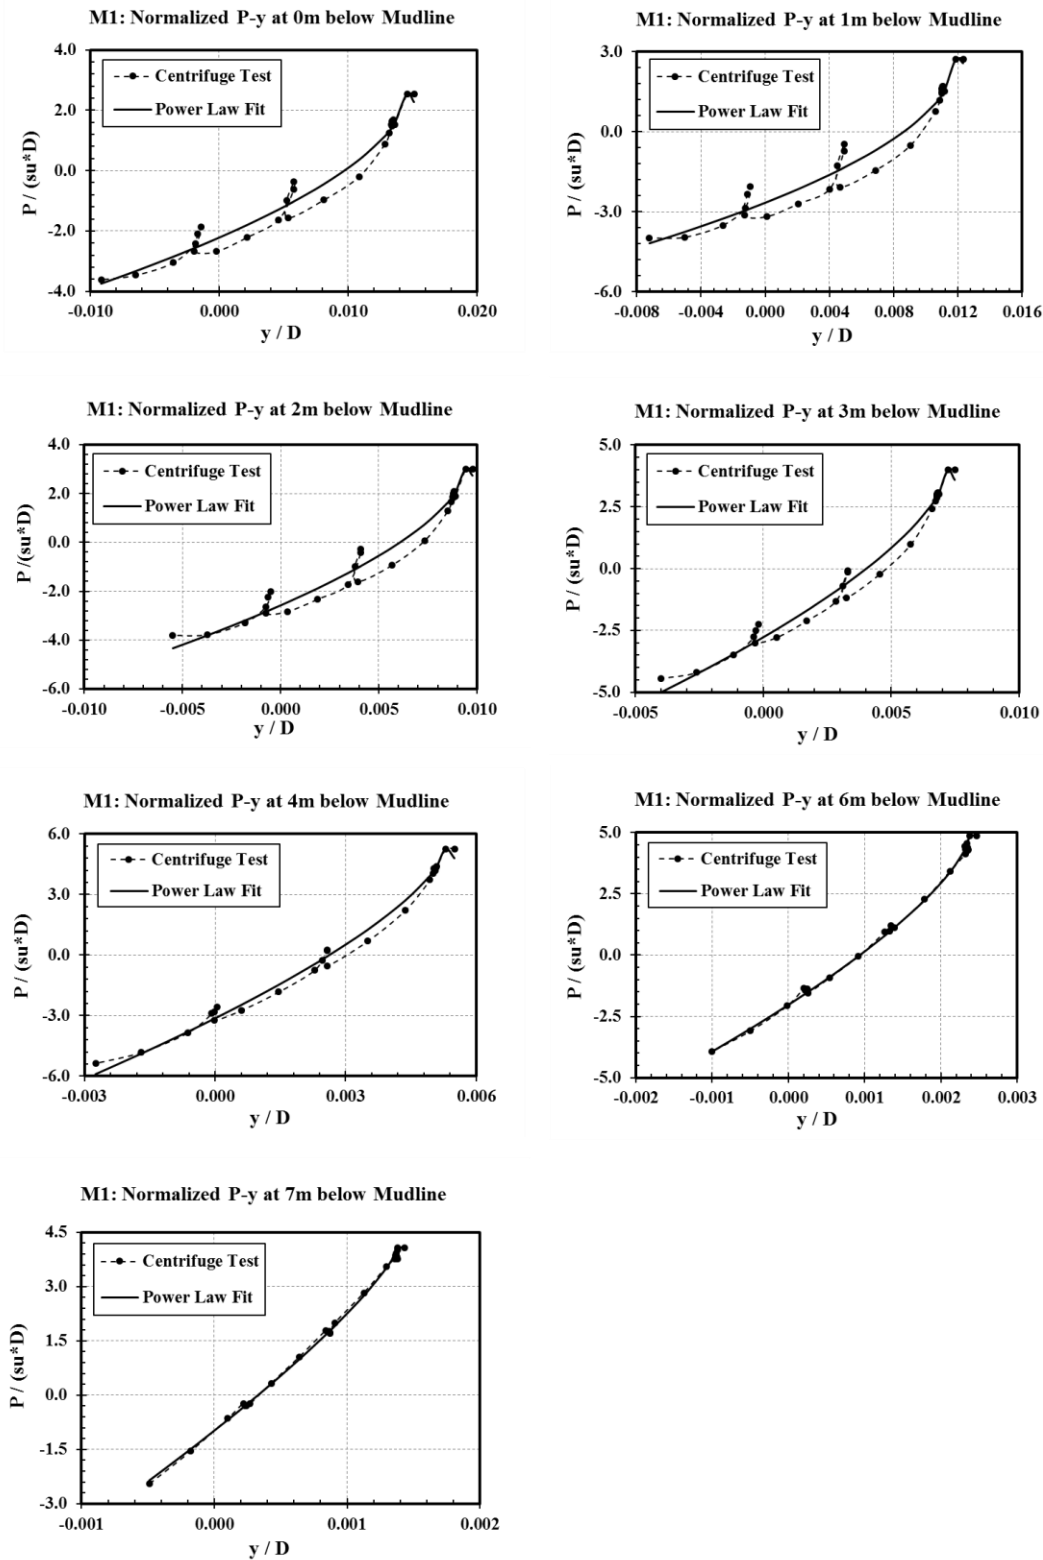 M1: Normalized P-y at 0m below Mudline
4.0
2.0
0.0
-2.0
-4.0
P / (su*D)
Centrifuge Test
Power Law Fit
-0.010 0.000 0.010 0.020
y / D
M1: Normalized P-y at 1m below Mudline
3.0
0.0
-3.0
-6.0
P / (su*D)
Centrifuge Test
Power Law Fit
-0.008 -0.004 0.000 0.004 0.008 0.012 0.016
y / D
M1: Normalized P-y at 2m below Mudline
4.0
2.0
0.0
-2.0
-4.0
-6.0
P /(su*D)
Centrifuge Test
Power Law Fit
-0.010 -0.005 0.000 0.005 0.010
y / D
M1: Normalized P-y at 3m below Mudline
5.0
2.5
0.0
-2.5
-5.0
P / (su*D)
Centrifuge Test
Power Law Fit
-0.005 0.000 0.005 0.010
y / D
M1: Normalized P-y at 4m below Mudline
6.0
3.0
0.0
-3.0
-6.0
P / (su*D)
Centrifuge Test
Power Law Fit
-0.003 0.000 0.003 0.006
y / D
M1: Normalized P-y at 6m below Mudline
5.0
2.5
0.0
-2.5
-5.0
P / (su*D)
Centrifuge Test
Power Law Fit
-0.002 -0.001 0.000 0.001 0.002 0.003
y / D
M1: Normalized P-y at 7m below Mudline
4.5
3.0
1.5
0.0
-1.5
-3.0
P / (su*D)
Centrifuge Test
Power Law Fit
-0.001 0.000 0.001 0.002
y / D